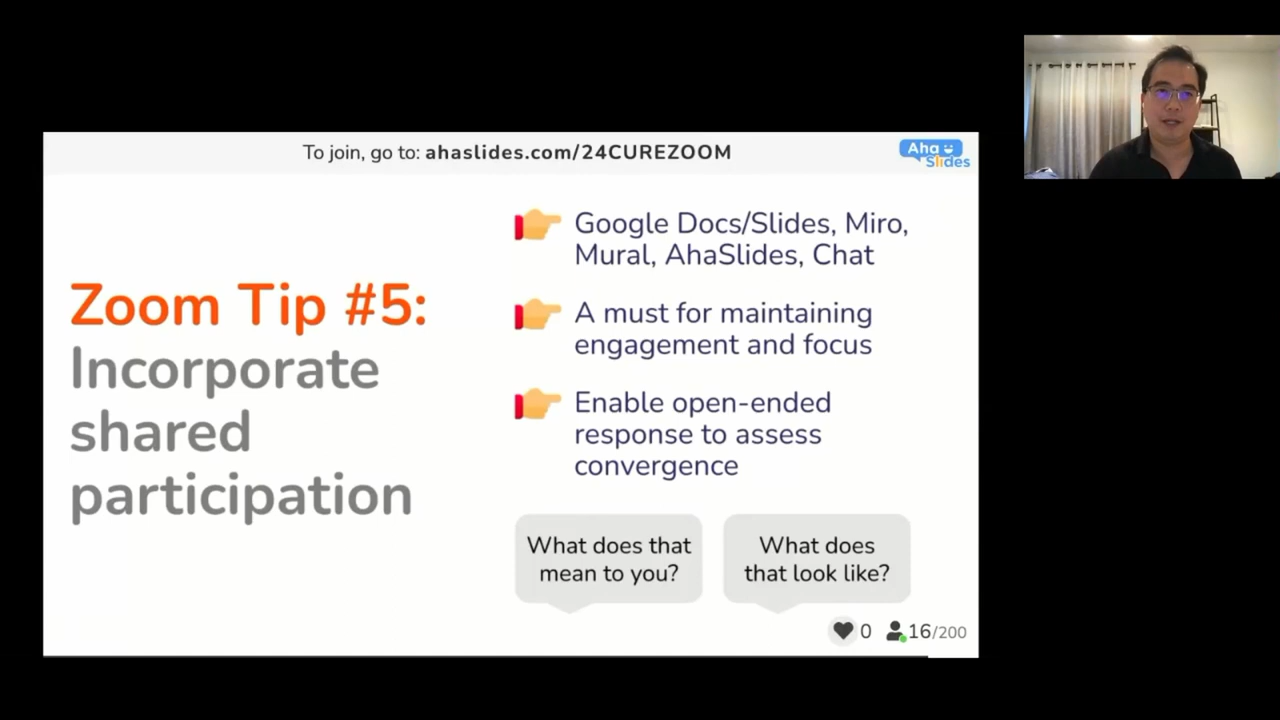 To join, go to: ahaslides.com/24CUREZOOM
Aha
Slides
Zoom Tip #5:
Incorporate
shared
participation
Google Docs/Slides, Miro,
Mural, AhaSlides, Chat
A must for maintaining
engagement and focus
Enable open-ended
response to assess
convergence
What does that
mean to you?
What does
that look like?
0
16/200